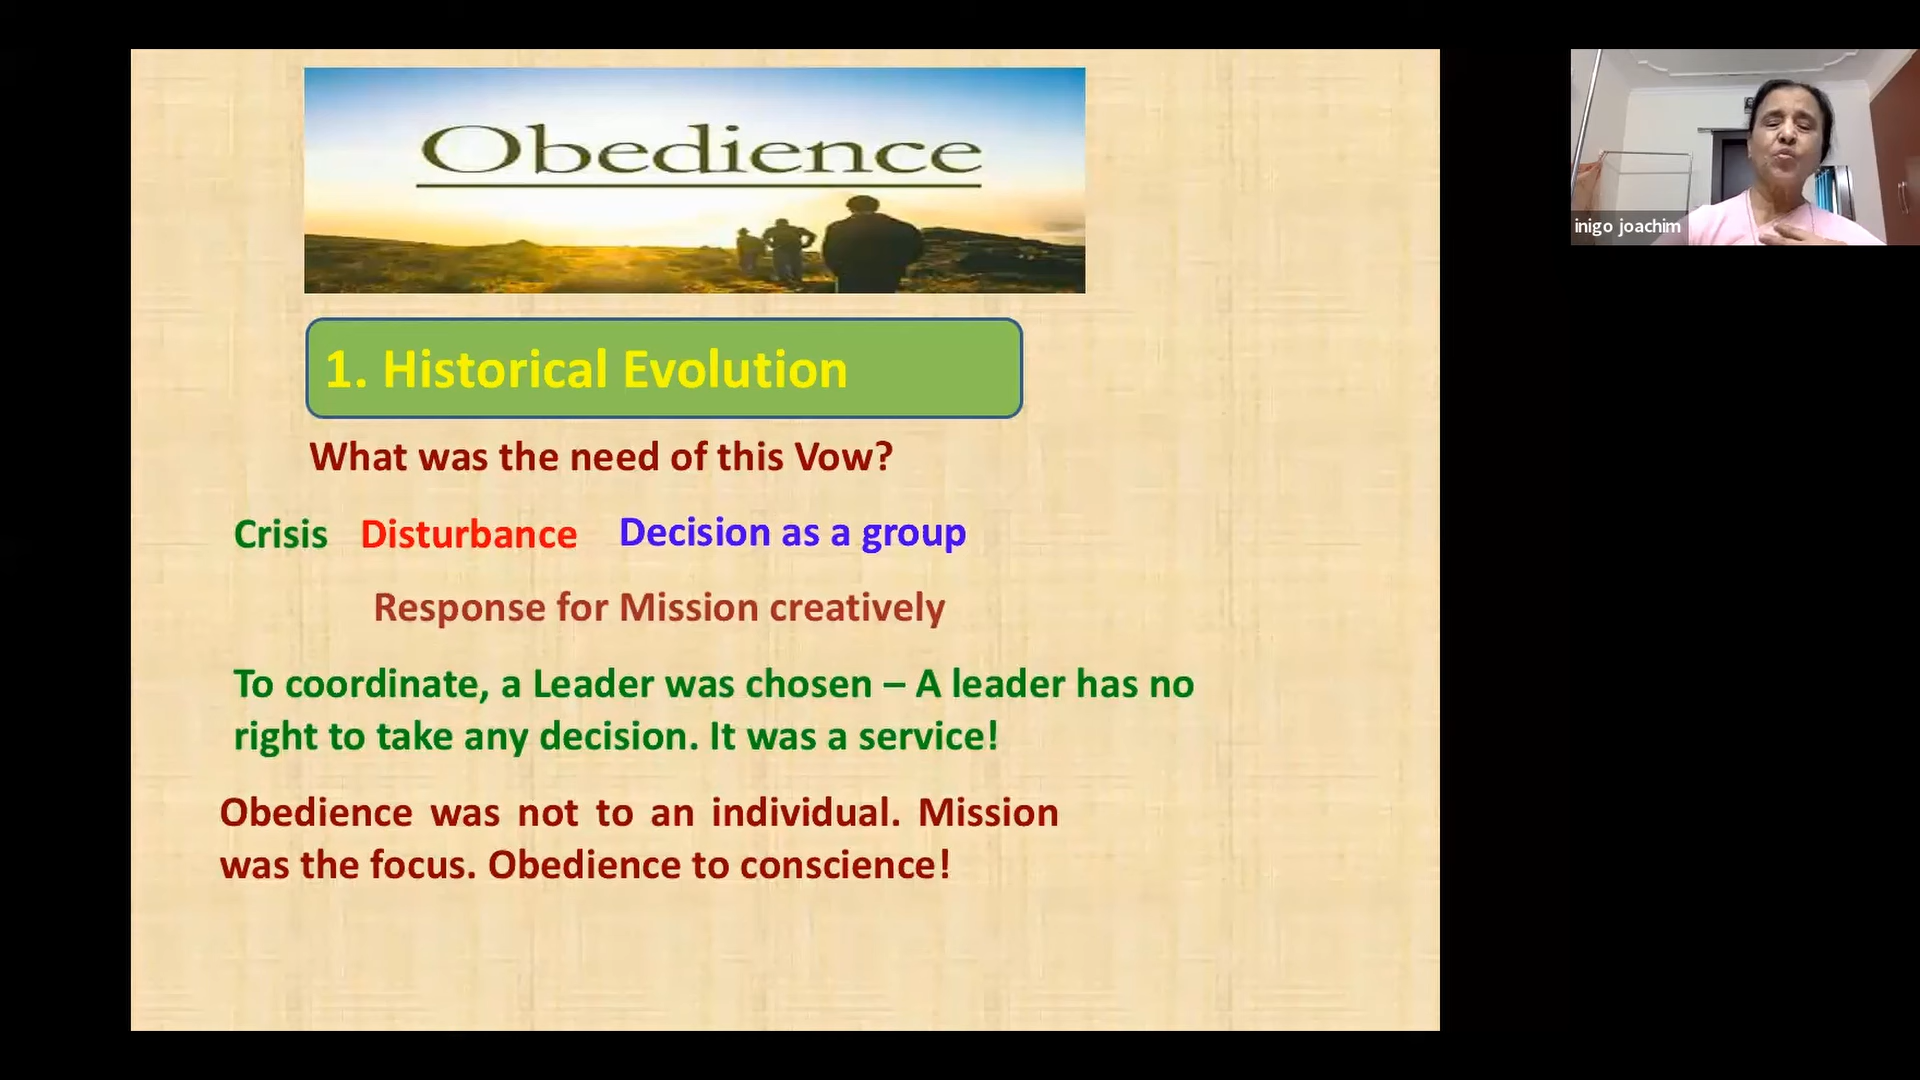 Obedience
1. Historical Evolution
What was the need of this Vow?
Crisis Disturbance Decision as a group
Response for Mission creatively
To coordinate, a Leader was chosen – A leader has no
right to take any decision. It was a service!
Obedience was not to an individual. Mission
was the focus. Obedience to conscience!
inigo joachim